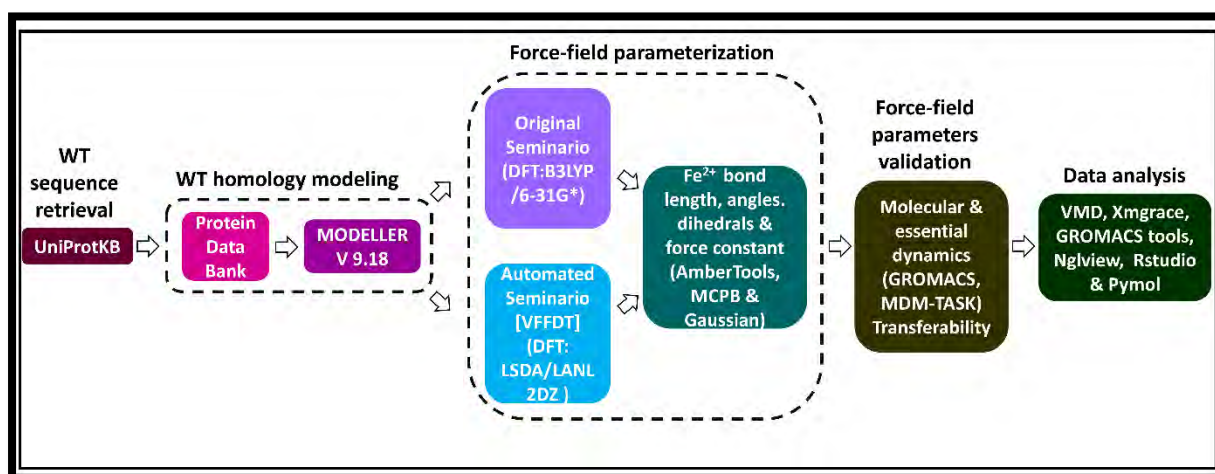 Force-field parameterization
WT
sequence
retrieval
UniProtKB
WT homology modeling
Protein
Data
Bank
MODELLER
V 9.18
Original
Seminario
(DFT:B3LYP
/6-31G*)
Automated
Seminario
[VFFDT]
(DFT:
LSDA/LANL
2DZ )
Fe²⁺ bond
length, angles.
dihedrals &
force constant
(AmberTools,
MCPB &
Gaussian)
Force-field
parameters
validation
Molecular &
essential
dynamics
(GROMACS,
MDM-TASK)
Transferability
Data analysis
VMD, Xmgrace,
GROMACS tools,
Nglview, Rstudio
& Pymol